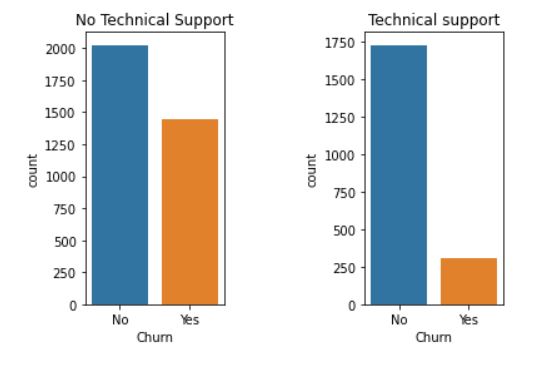 No Technical Support
2000
1750
1500
1250
1000
750
500
250
0
count
No Yes
Churn
Technical support
1750
1500
1250
1000
750
500
250
0
count
No Yes
Churn